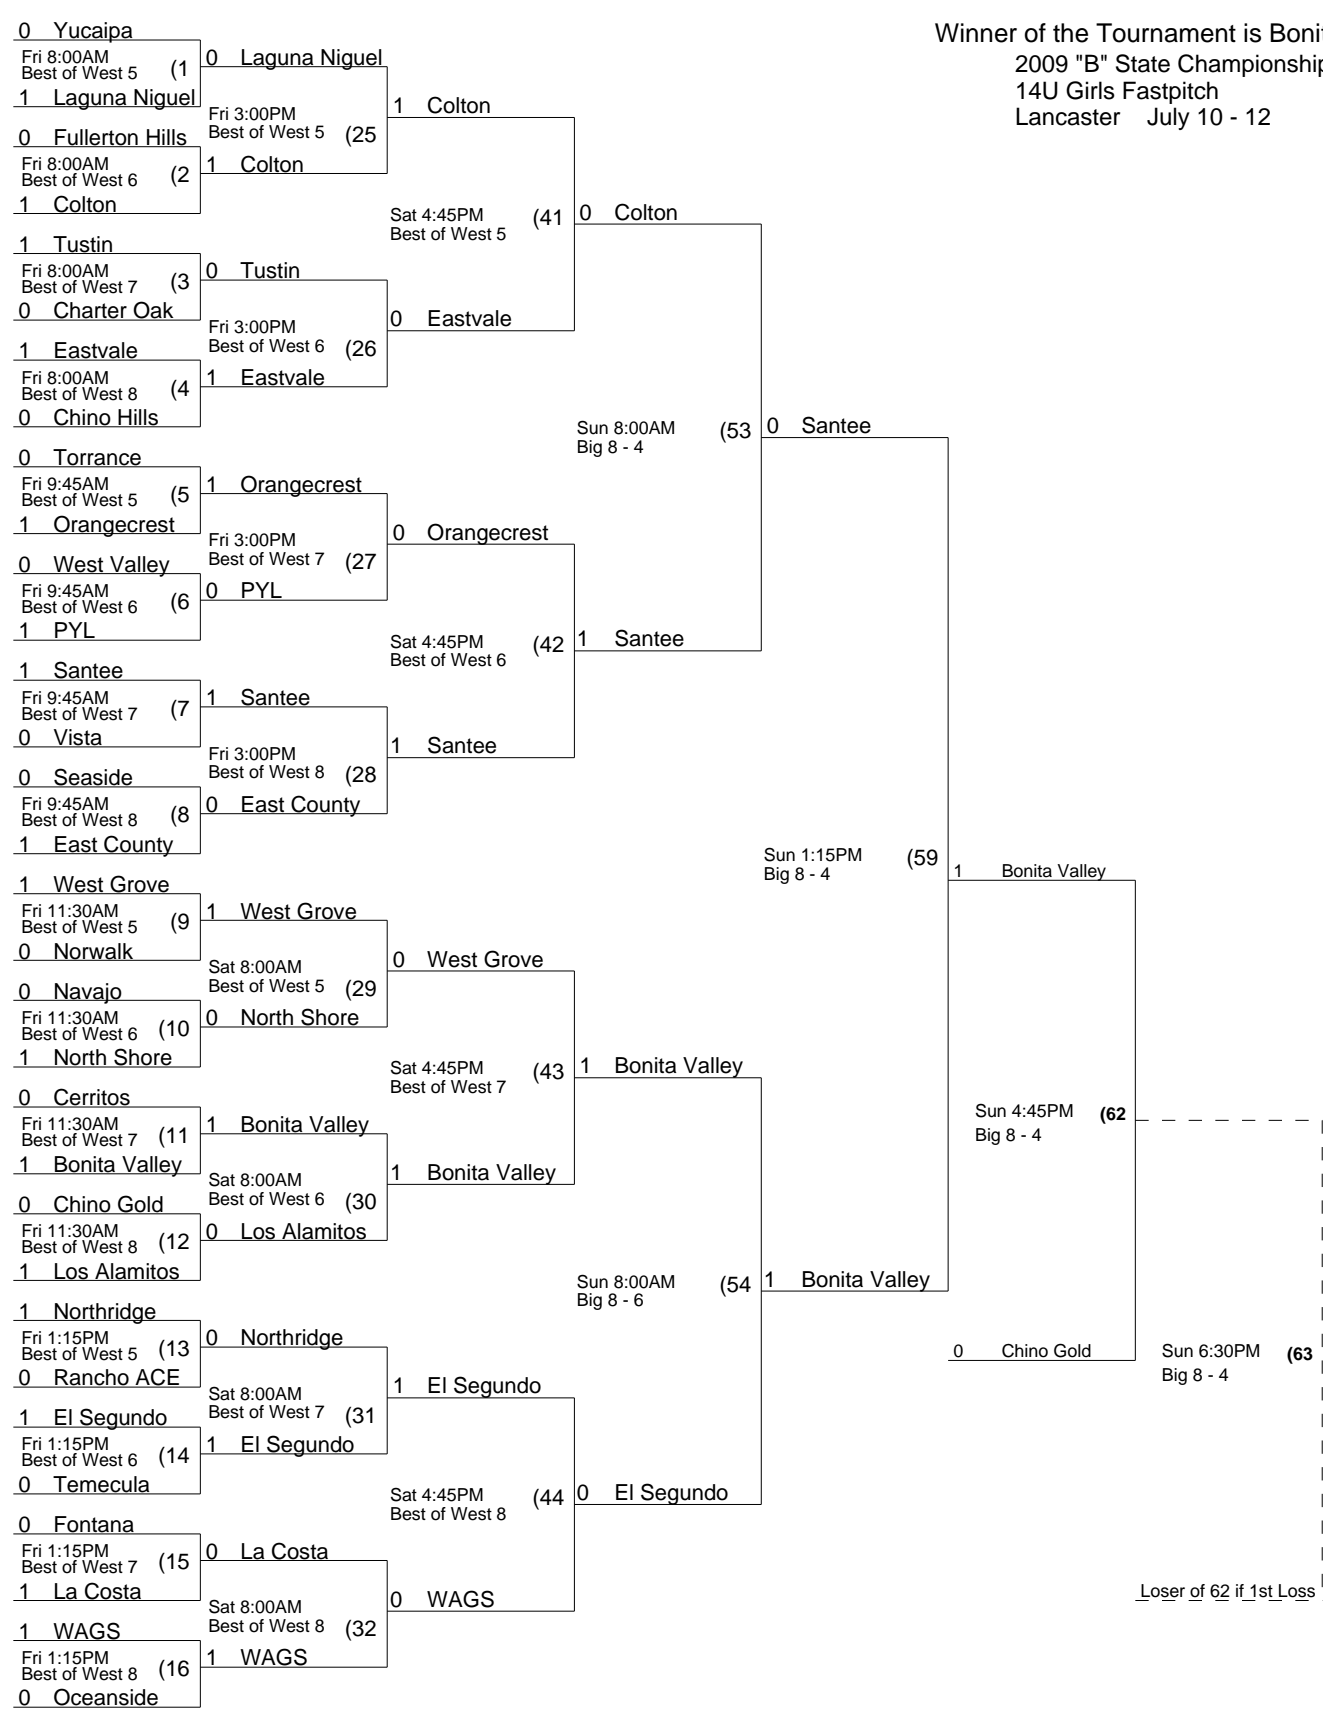 Winner of the Tournament is Boni
2009 "B" State Championship
14U Girls Fastpitch
Lancaster July 10 - 12
0 Yucaipa
Fri 8:00AM
Best of West 5 (1
1 Laguna Niguel
0 Fullerton Hills
Fri 8:00AM
Best of West 6 (2
1 Colton
1 Tustin
Fri 8:00AM
Best of West 7 (3
0 Charter Oak
1 Eastvale
Fri 8:00AM
Best of West 8 (4
0 Chino Hills
0 Torrance
Fri 9:45AM
Best of West 5 (5
1 Orangecrest
0 West Valley
Fri 9:45AM
Best of West 6 (6
1 PYL
1 Santee
Fri 9:45AM
Best of West 7 (7
0 Vista
0 Seaside
Fri 9:45AM
Best of West 8 (8
1 East County
1 West Grove
Fri 11:30AM
Best of West 5 (9
0 Norwalk
0 Navajo
Fri 11:30AM
Best of West 6 (10
1 North Shore
0 Cerritos
Fri 11:30AM
Best of West 7 (11
1 Bonita Valley
0 Chino Gold
Fri 11:30AM
Best of West 8 (12
1 Los Alamitos
1 Northridge
Fri 1:15PM
Best of West 5 (13
0 Rancho ACE
1 El Segundo
Fri 1:15PM
Best of West 6 (14
0 Temecula
0 Fontana
Fri 1:15PM
Best of West 7 (15
1 La Costa
1 WAGS
Fri 1:15PM
Best of West 8 (16
0 Oceanside
0 Laguna Niguel
Fri 3:00PM
Best of West 5 (25
1 Colton
0 Tustin
Fri 3:00PM
Best of West 6 (26
1 Eastvale
1 Orangecrest
Fri 3:00PM
Best of West 7 (27
0 PYL
1 Santee
Fri 3:00PM
Best of West 8 (28
0 East County
1 West Grove
Sat 8:00AM
Best of West 5 (29
0 North Shore
1 Bonita Valley
Sat 8:00AM
Best of West 6 (30
0 Los Alamitos
0 Northridge
Sat 8:00AM
Best of West 7 (31
1 El Segundo
0 La Costa
Sat 8:00AM
Best of West 8 (32
1 WAGS
1 Colton
Sat 4:45PM (41
Best of West 5
0 Eastvale
0 Orangecrest
Sat 4:45PM (42
Best of West 6
1 Santee
0 West Grove
Sat 4:45PM (43
Best of West 7
1 Bonita Valley
1 El Segundo
Sat 4:45PM (44
Best of West 8
0 WAGS
0 Colton
Sun 8:00AM (53
Big 8 - 4
1 Santee
1 Bonita Valley
Sun 8:00AM (54
Big 8 - 6
0 El Segundo
0 Santee
Sun 1:15PM (59
Big 8 - 4
1 Bonita Valley
1 Bonita Valley
Sun 4:45PM (62
Big 8 - 4
0 Chino Gold
Sun 6:30PM (63
Big 8 - 4
Loser of 62 if 1st Loss